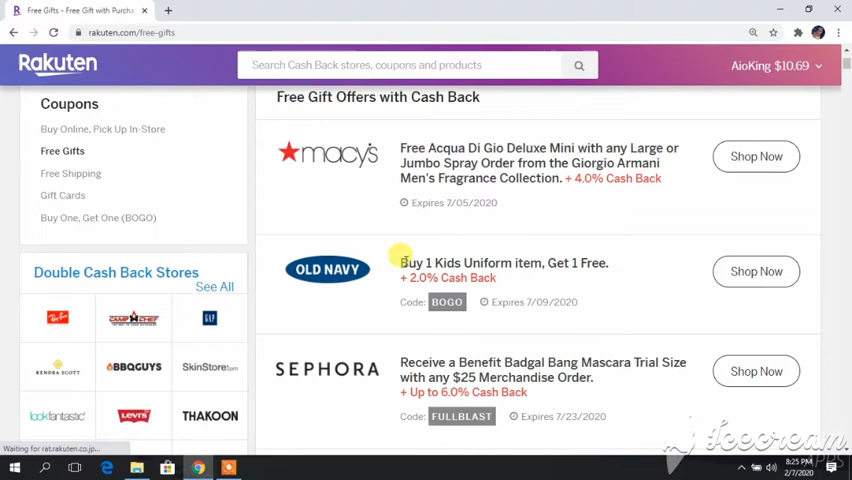 Free Gifts - Free Gift with Purcha
rakuten.com/free-gifts
Rakuten
Search Cash Back stores, coupons and products
AioKing $10.69
Coupons
Buy Online, Pick Up In-Store
Free Gifts
Free Shipping
Gift Cards
Buy One, Get One (BOGO)
Double Cash Back Stores
See All
Ray-Ban
CAMP CHEF
GAP
KENDRA SCOTT
BBQGUYS
SkinStore.com
lookfantastic
LEVI'S
THAKOON
Free Gift Offers with Cash Back
macy's
Free Acqua Di Gio Deluxe Mini with any Large or
Jumbo Spray Order from the Giorgio Armani
Men's Fragrance Collection. + 4.0% Cash Back
Expires 7/05/2020
Shop Now
OLD NAVY
Buy 1 Kids Uniform item, Get 1 Free.
+ 2.0% Cash Back
Code: BOGO Expires 7/09/2020
Shop Now
SEPHORA
Receive a Benefit Badgal Bang Mascara Trial Size
with any $25 Merchandise Order.
+ Up to 6.0% Cash Back
Code: FULLBLAST Expires 7/23/2020
Shop Now
Waiting for rat.rakuten.co.jp...
Icecream
APPS
8:25 PM
2/7/2020